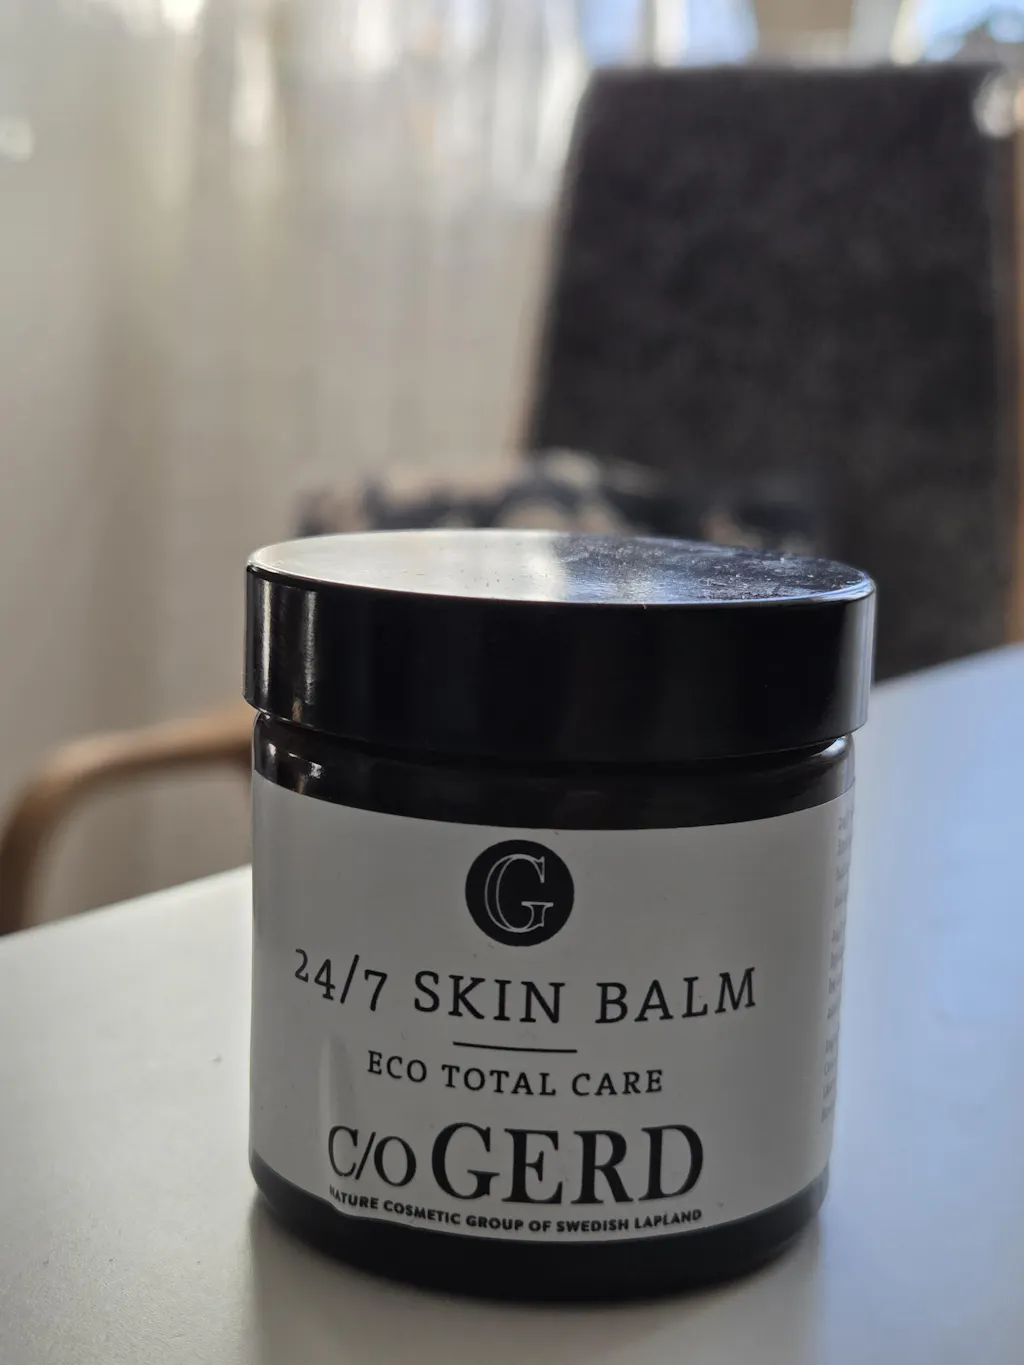 G
24/7 SKIN BALM
ECO TOTAL CARE
C/O GERD
NATURE COSMETIC GROUP OF SWEDISH LAPLAND